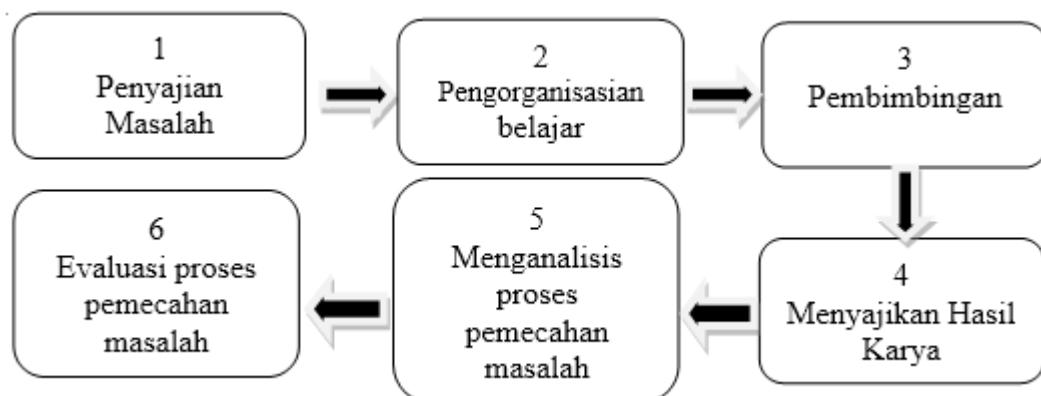 1
Penyajian
Masalah
2
Pengorganisasian
belajar
3
Pembimbingan
4
Menyajikan Hasil
Karya
5
Menganalisis
proses
pemecahan
masalah
6
Evaluasi proses
pemecahan
masalah